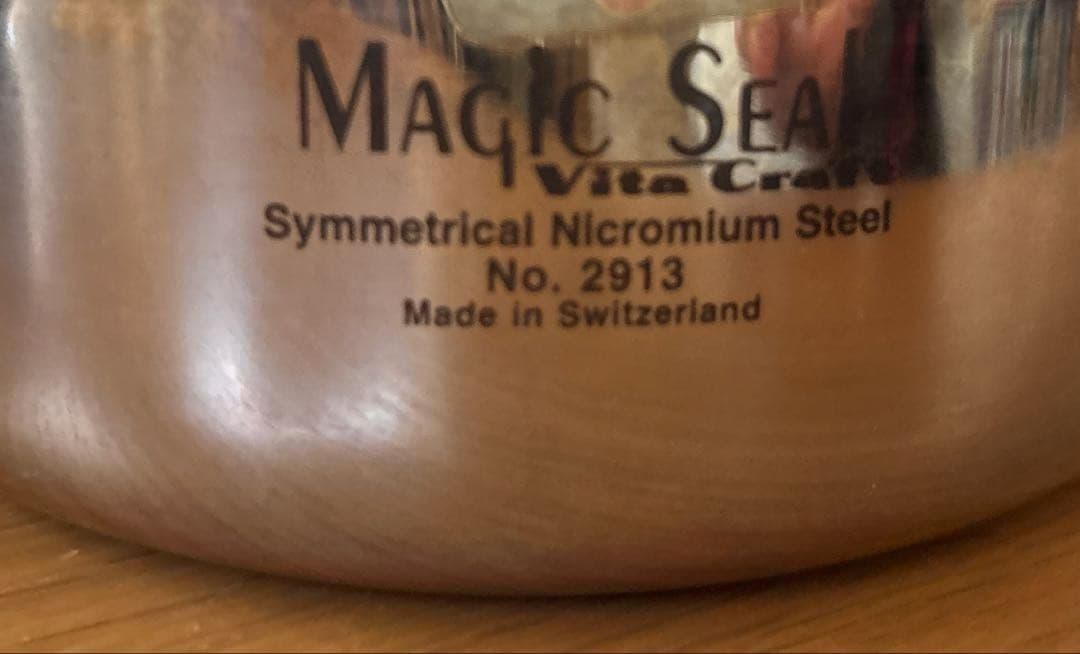 MAGIC SEAL
Vita Craft
Symmetrical Nicromium Steel
No. 2913
Made in Switzerland